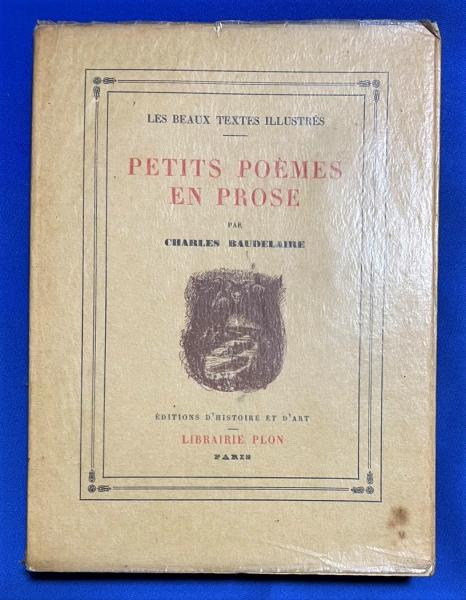 LES BEAUX TEXTES ILLUSTRÉS
PETITS POÈMES
EN PROSE
PAR
CHARLES BAUDELAIRE
ÉDITIONS D'HISTOIRE ET D'ART
LIBRAIRIE PLON
PARIS